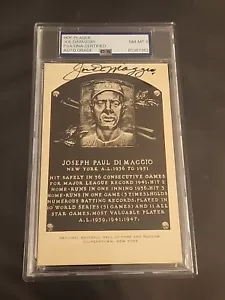 JOE DIMAGGIO
PSA/DNA CERTIFIED
AUTO GRADE
NM-MT 8
Joe DiMaggio
JOSEPH PAUL DI MAGGIO
NEW YORK A.L. 1936 TO 1951
HIT SAFELY IN 56 CONSECUTIVE GAMES
FOR MAJOR LEAGUE RECORD 1941. HIT 2
HOME-RUNS IN ONE INNING 1936. HIT 3
HOME-RUNS IN ONE GAME (3 TIMES). HOLDS
NUMEROUS BATTING RECORDS. PLAYED IN
10 WORLD SERIES (51 GAMES) AND 11 ALL
STAR GAMES. MOST VALUABLE PLAYER
A.L. 1939, 1941, 1947.
NATIONAL BASEBALL HALL OF FAME AND MUSEUM
COOPERSTOWN, NEW YORK